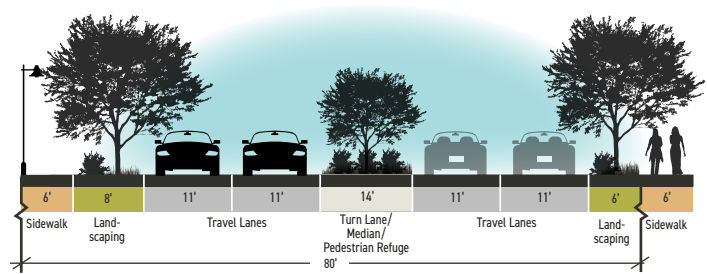 6' 8' 11' 11' 14' 11' 11' 6' 6'
Sidewalk
Land-
scaping
Travel Lanes
Turn Lane/
Median/
Pedestrian Refuge
Travel Lanes
Land-
scaping
Sidewalk
80'